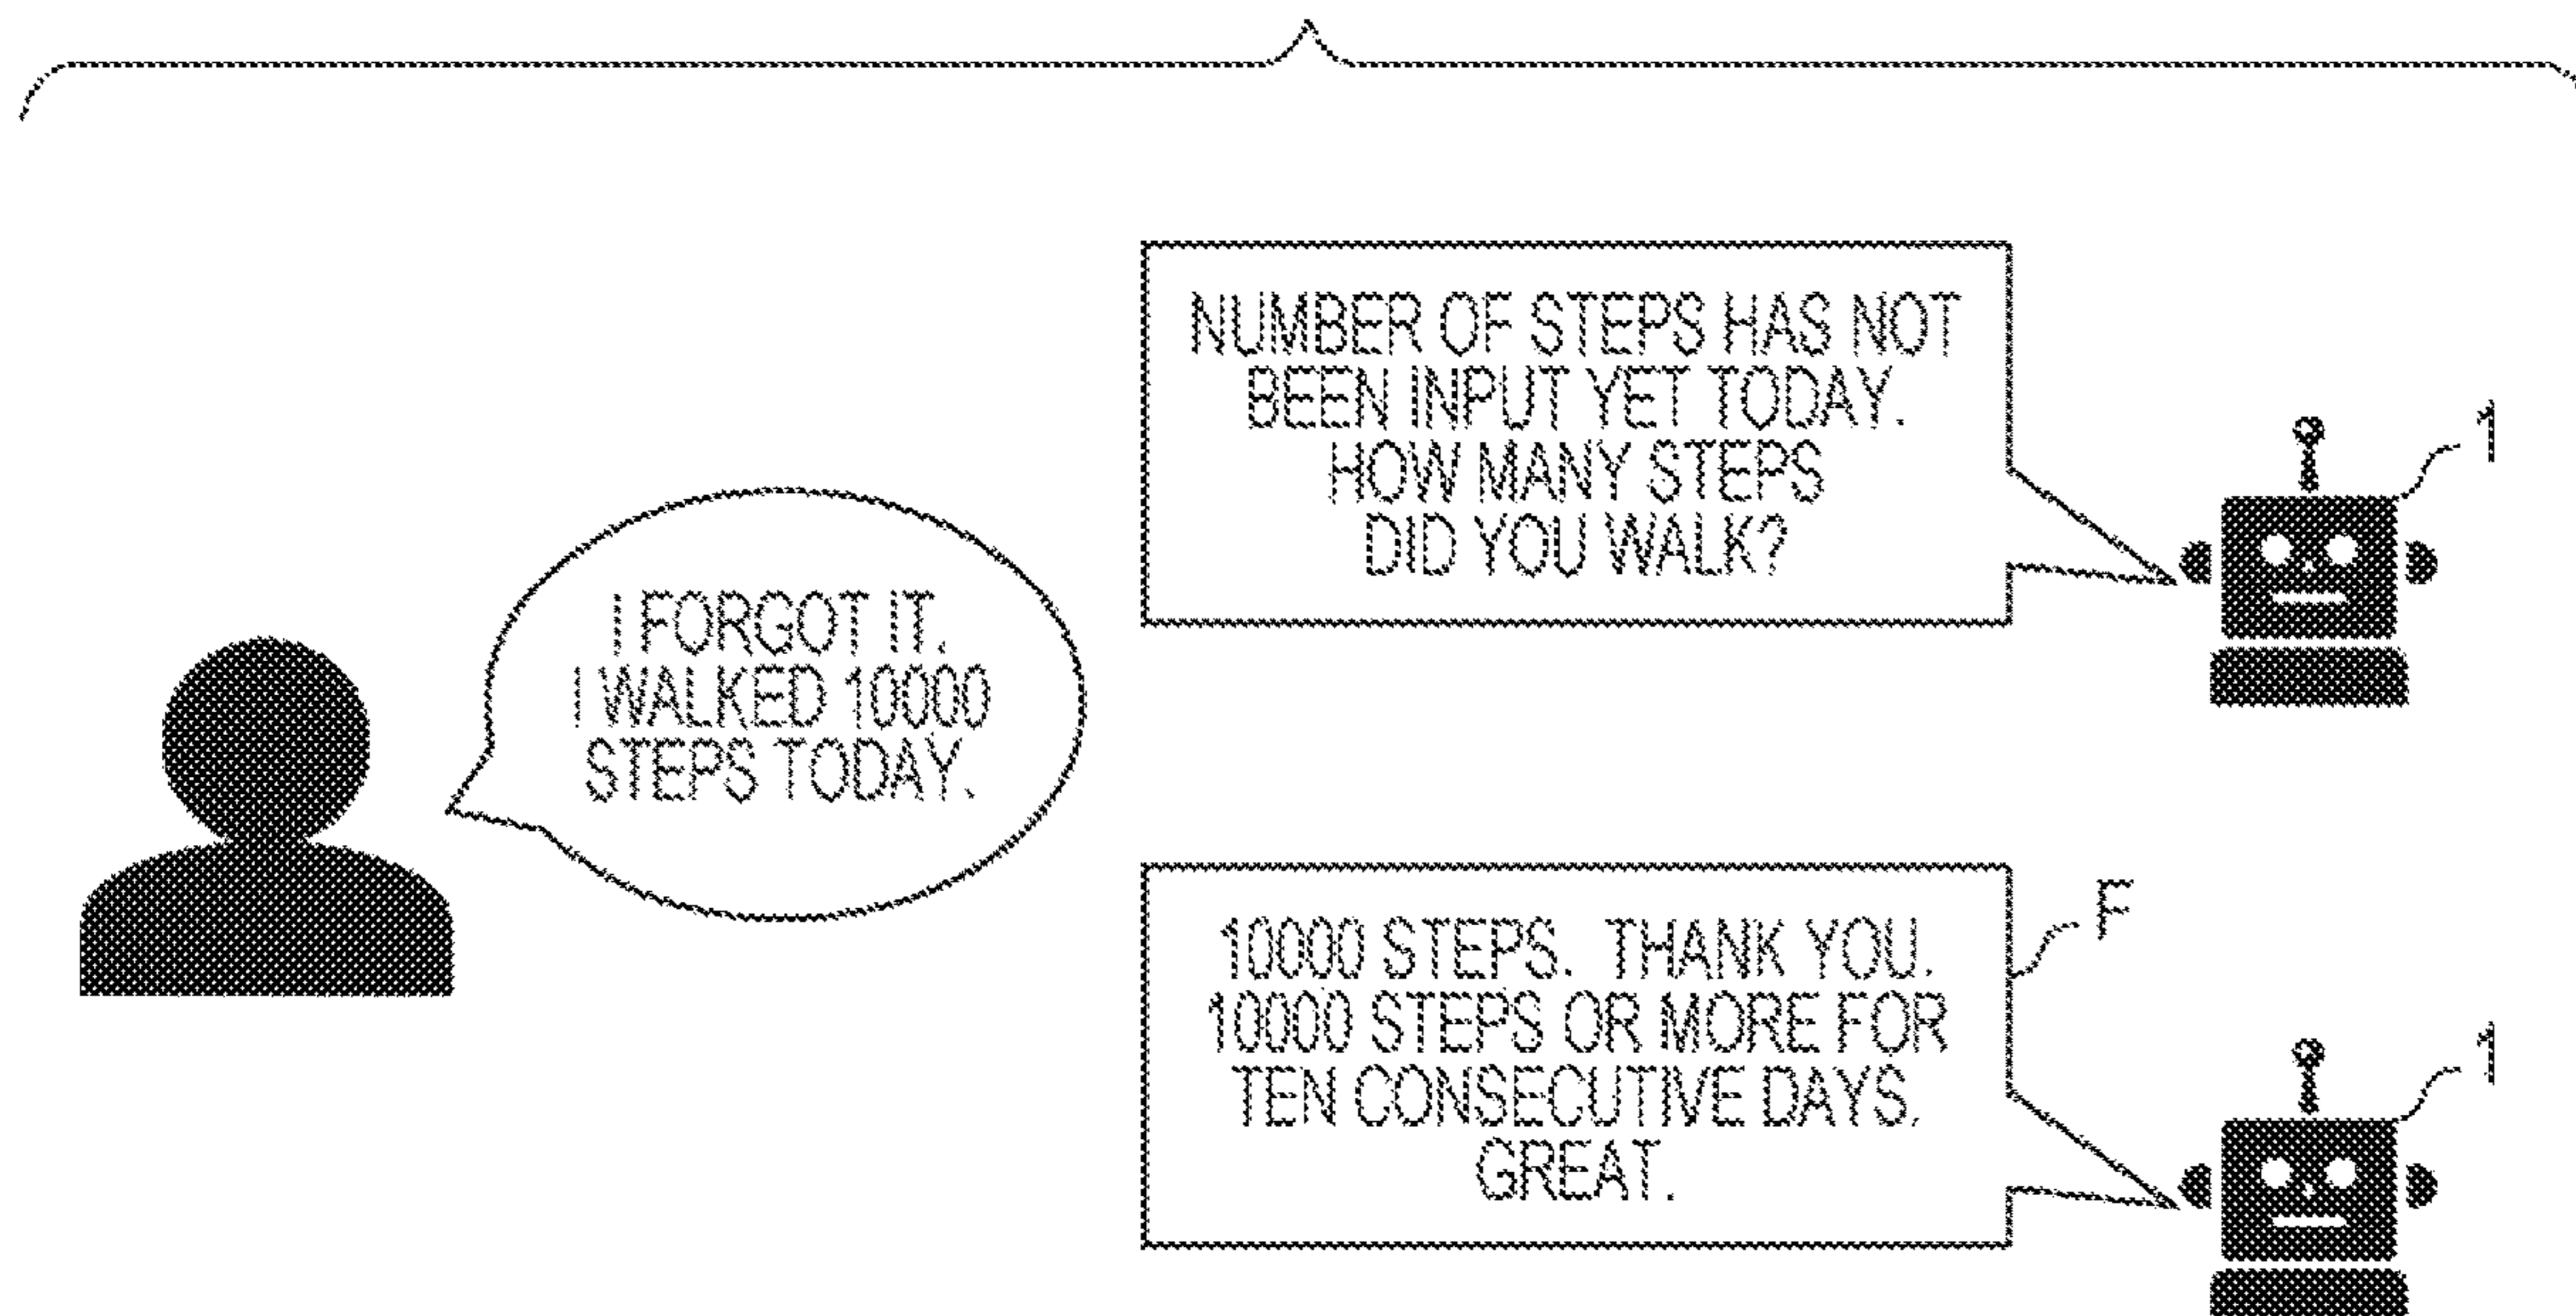 NUMBER OF STEPS HAS NOT
BEEN INPUT YET TODAY.
HOW MANY STEPS
DID YOU WALK?
1
I FORGOT IT.
I WALKED 10000
STEPS TODAY.
10000 STEPS. THANK YOU.
10000 STEPS OR MORE FOR
TEN CONSECUTIVE DAYS.
GREAT.
F
1